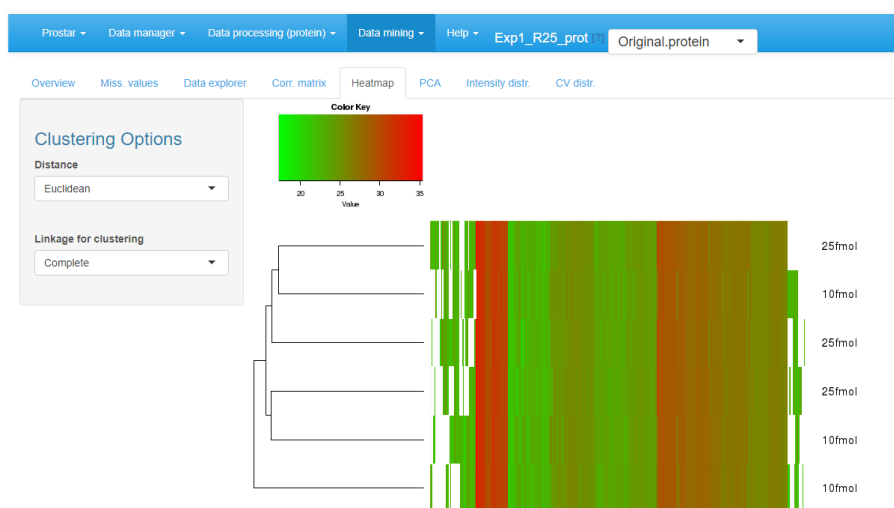 Prostar Data manager Data processing (protein) Data mining Help Exp1_R25_prot [?] Original.protein
Overview Miss. values Data explorer Corr. matrix Heatmap PCA Intensity distr. CV distr.
Clustering Options
Distance
Euclidean
Linkage for clustering
Complete
Color Key
20 25 30 35
Value
25fmol
10fmol
25fmol
25fmol
10fmol
10fmol